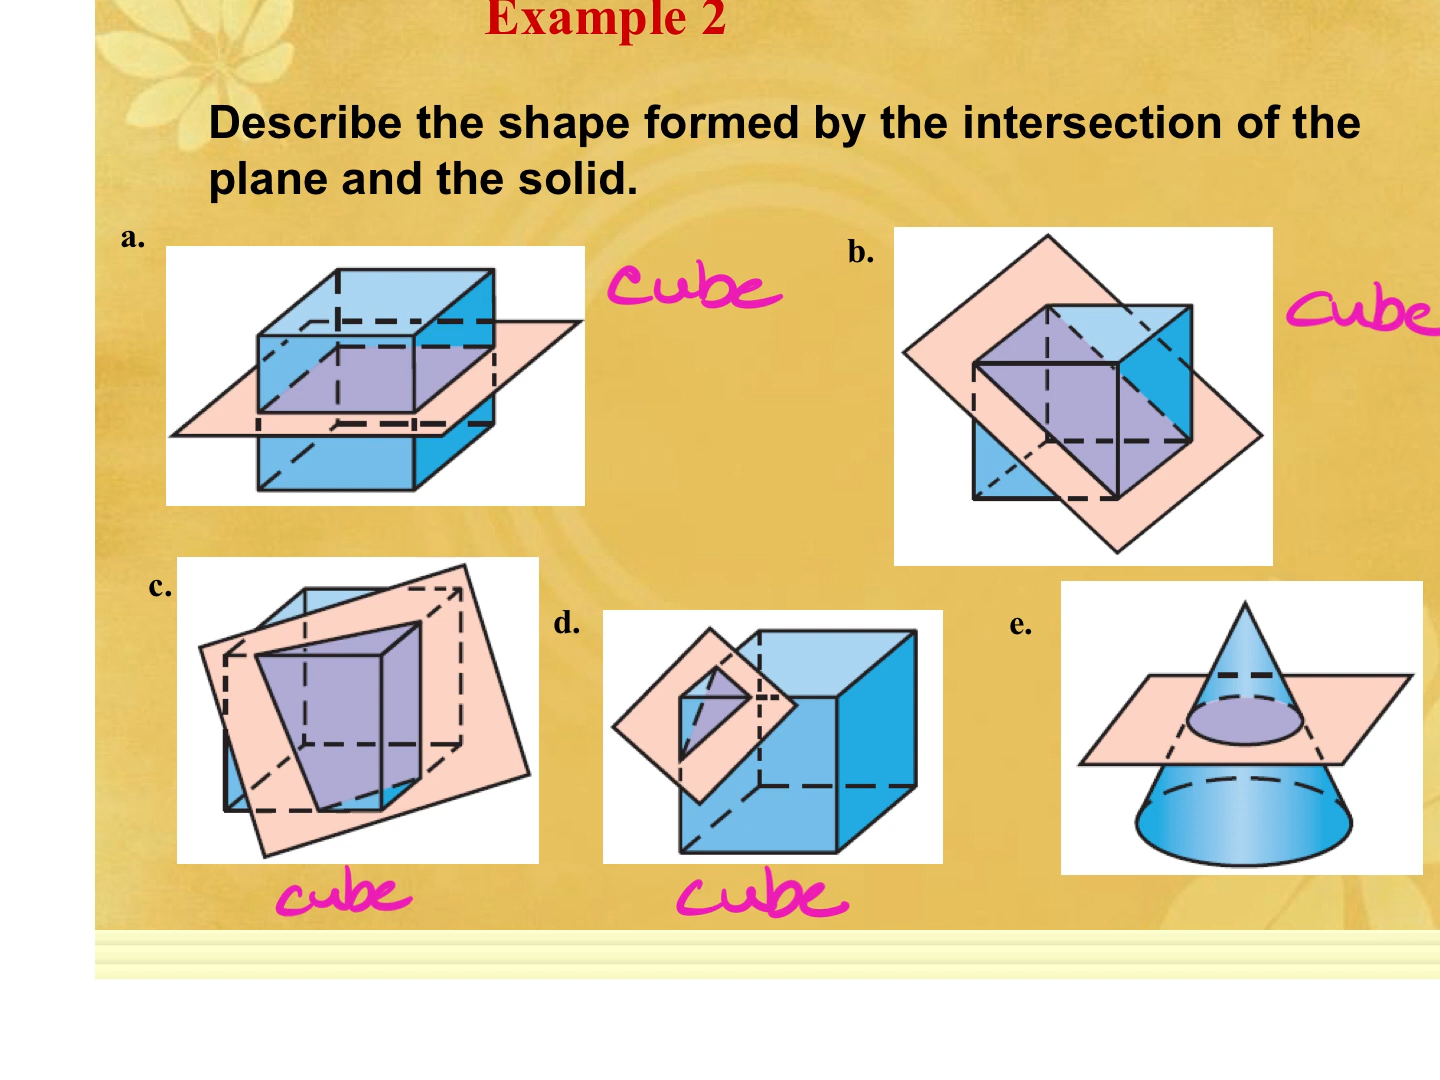 Example 2
Describe the shape formed by the intersection of the
plane and the solid.
a.
cube
b.
cube
c.
d.
e.
cube
cube